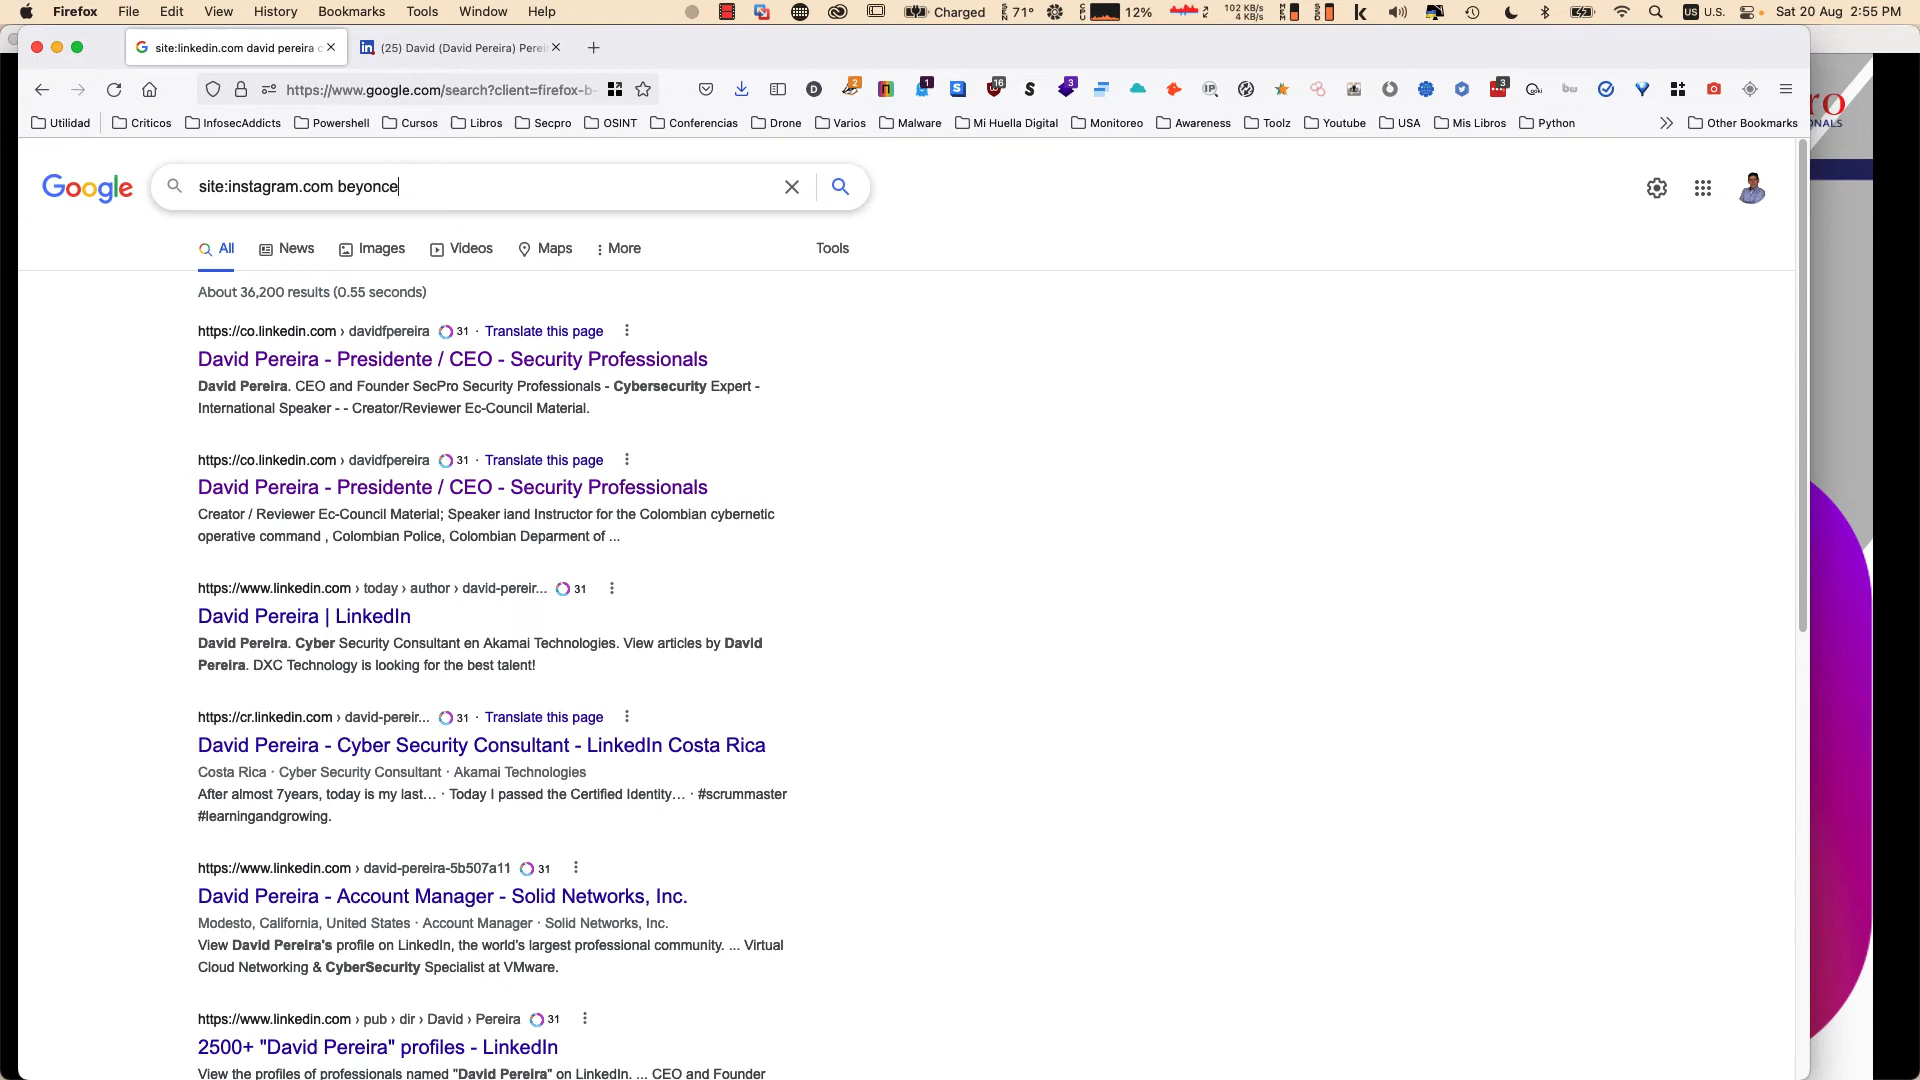 Firefox File Edit View History Bookmarks Tools Window Help Charged 71° 12% 102 KB/s 4 KB/s U.S. Sat 20 Aug 2:55 PM
site:linkedin.com david pereira c (25) David (David Pereira) Perei
https://www.google.com/search?client=firefox-b-
Utilidad Criticos InfosecAddicts Powershell Cursos Libros Secpro OSINT Conferencias Drone Varios Malware Mi Huella Digital Monitoreo Awareness Toolz Youtube USA Mis Libros Python Other Bookmarks
Google site:instagram.com beyonce
All News Images Videos Maps More Tools
About 36,200 results (0.55 seconds)
https://co.linkedin.com › davidfpereira 31 · Translate this page
David Pereira - Presidente / CEO - Security Professionals
David Pereira. CEO and Founder SecPro Security Professionals - Cybersecurity Expert -
International Speaker - - Creator/Reviewer Ec-Council Material.
https://co.linkedin.com › davidfpereira 31 · Translate this page
David Pereira - Presidente / CEO - Security Professionals
Creator / Reviewer Ec-Council Material; Speaker iand Instructor for the Colombian cybernetic
operative command , Colombian Police, Colombian Deparment of ...
https://www.linkedin.com › today › author › david-pereir... 31
David Pereira | LinkedIn
David Pereira. Cyber Security Consultant en Akamai Technologies. View articles by David
Pereira. DXC Technology is looking for the best talent!
https://cr.linkedin.com › david-pereir... 31 · Translate this page
David Pereira - Cyber Security Consultant - LinkedIn Costa Rica
Costa Rica · Cyber Security Consultant · Akamai Technologies
After almost 7years, today is my last… · Today I passed the Certified Identity… · #scrummaster
#learningandgrowing.
https://www.linkedin.com › david-pereira-5b507a11 31
David Pereira - Account Manager - Solid Networks, Inc.
Modesto, California, United States · Account Manager · Solid Networks, Inc.
View David Pereira's profile on LinkedIn, the world's largest professional community. ... Virtual
Cloud Networking & CyberSecurity Specialist at VMware.
https://www.linkedin.com › pub › dir › David › Pereira 31
2500+ "David Pereira" profiles - LinkedIn
View the profiles of professionals named "David Pereira" on LinkedIn. ... CEO and Founder